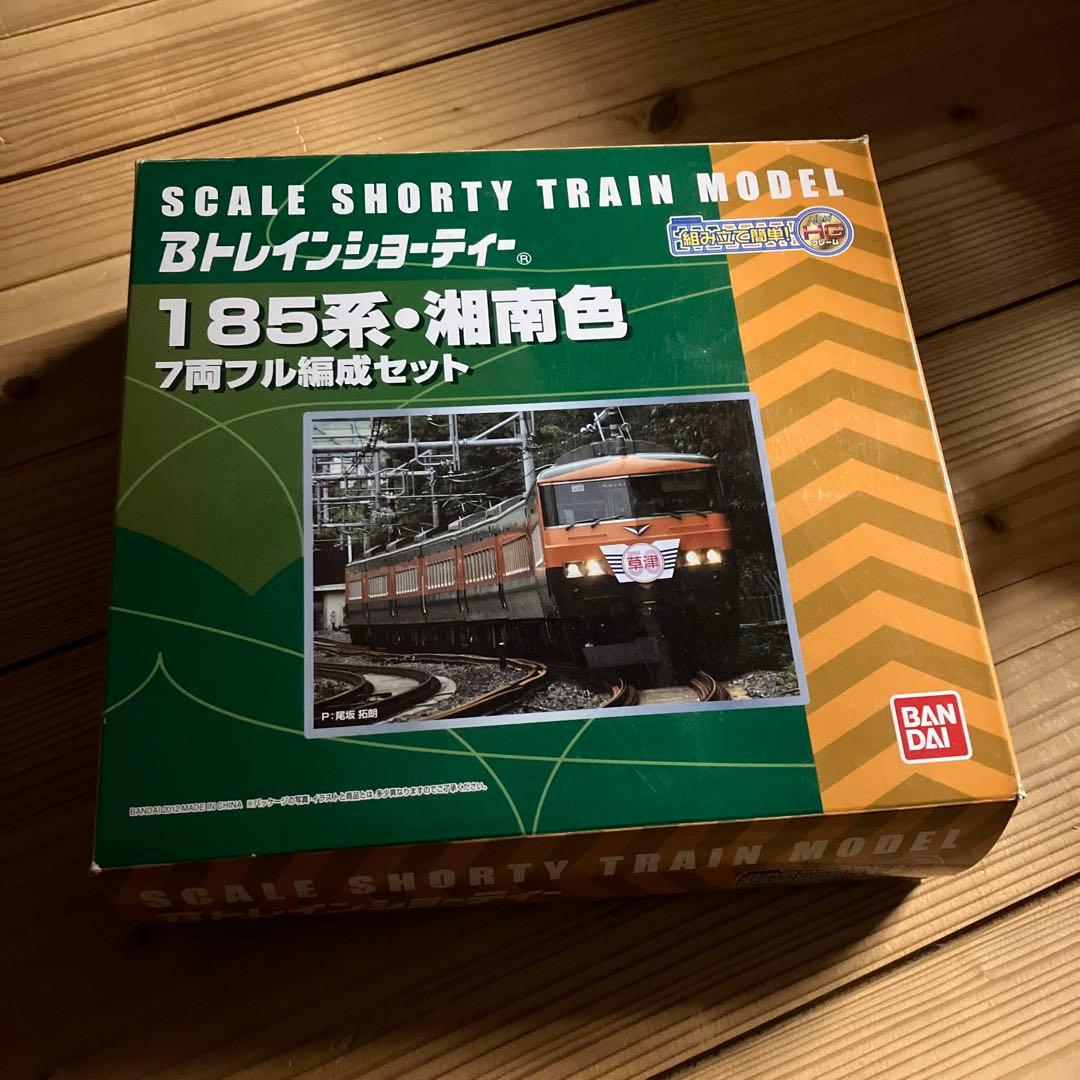 SCALE SHORTY TRAIN MODEL
Bトレインショーティー®
組み立て簡単!
New
HG
フレーム
185系・湘南色
7両フル編成セット
草津
P:尾坂 拓朗
BAN
DAI
BANDAI 2012 MADE IN CHINA ※パッケージの写真・イラストと商品とは、多少異なりますのでご了承ください。
SCALE SHORTY TRAIN MODEL
Bトレインショーティー